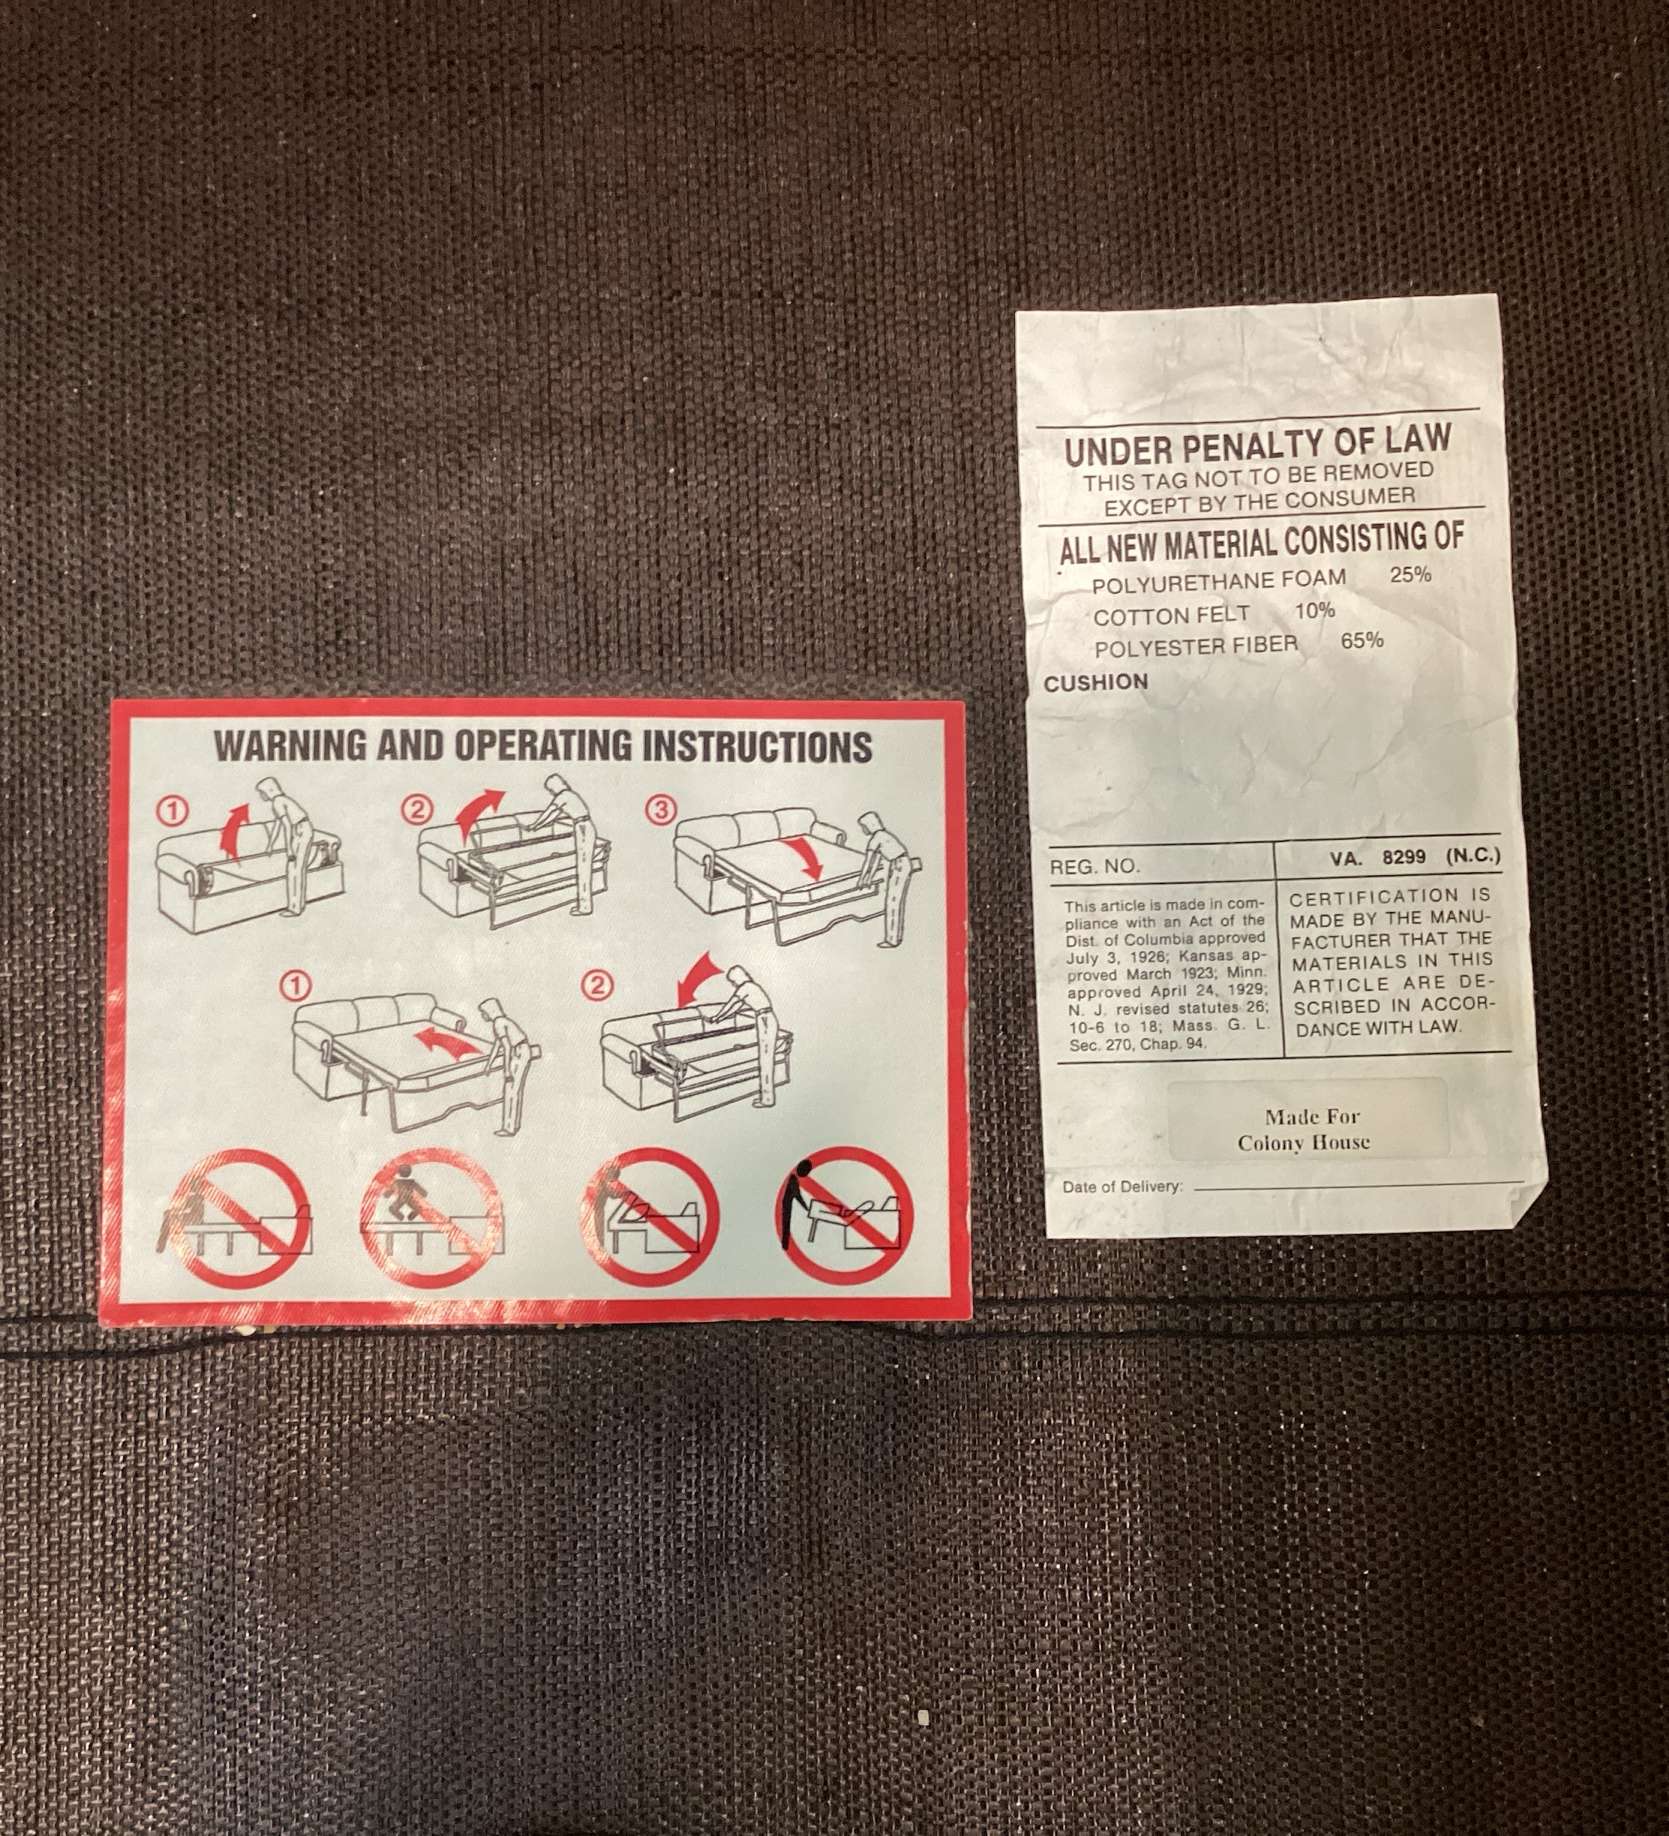 WARNING AND OPERATING INSTRUCTIONS
1
2
3
1
2
UNDER PENALTY OF LAW
THIS TAG NOT TO BE REMOVED
EXCEPT BY THE CONSUMER
ALL NEW MATERIAL CONSISTING OF
POLYURETHANE FOAM 25%
COTTON FELT 10%
POLYESTER FIBER 65%
CUSHION
REG. NO.
VA. 8299 (N.C.)
This article is made in com-
pliance with an Act of the
Dist. of Columbia approved
July 3, 1926; Kansas ap-
proved March 1923; Minn.
approved April 24, 1929;
N. J. revised statutes 26;
10-6 to 18; Mass. G. L.
Sec. 270, Chap. 94.
CERTIFICATION IS
MADE BY THE MANU-
FACTURER THAT THE
MATERIALS IN THIS
ARTICLE ARE DE-
SCRIBED IN ACCOR-
DANCE WITH LAW.
Made For
Colony House
Date of Delivery: